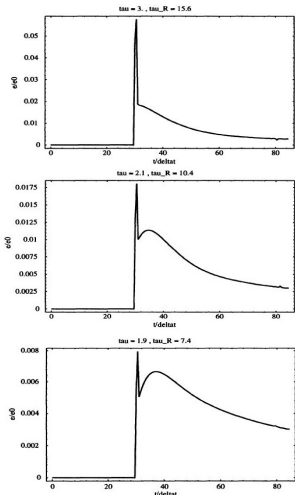 tau = 3. , tau_R = 15.6
0.05
0.04
0.03
0.02
0.01
0
e/e0
0 20 40 60 80
t/deltat
tau = 2.1 , tau_R = 10.4
0.0175
0.015
0.0125
0.01
0.0075
0.005
0.0025
0
e/e0
0 20 40 60 80
t/deltat
tau = 1.9 , tau_R = 7.4
0.008
0.006
0.004
0.002
0
e/e0
0 20 40 60 80
t/deltat